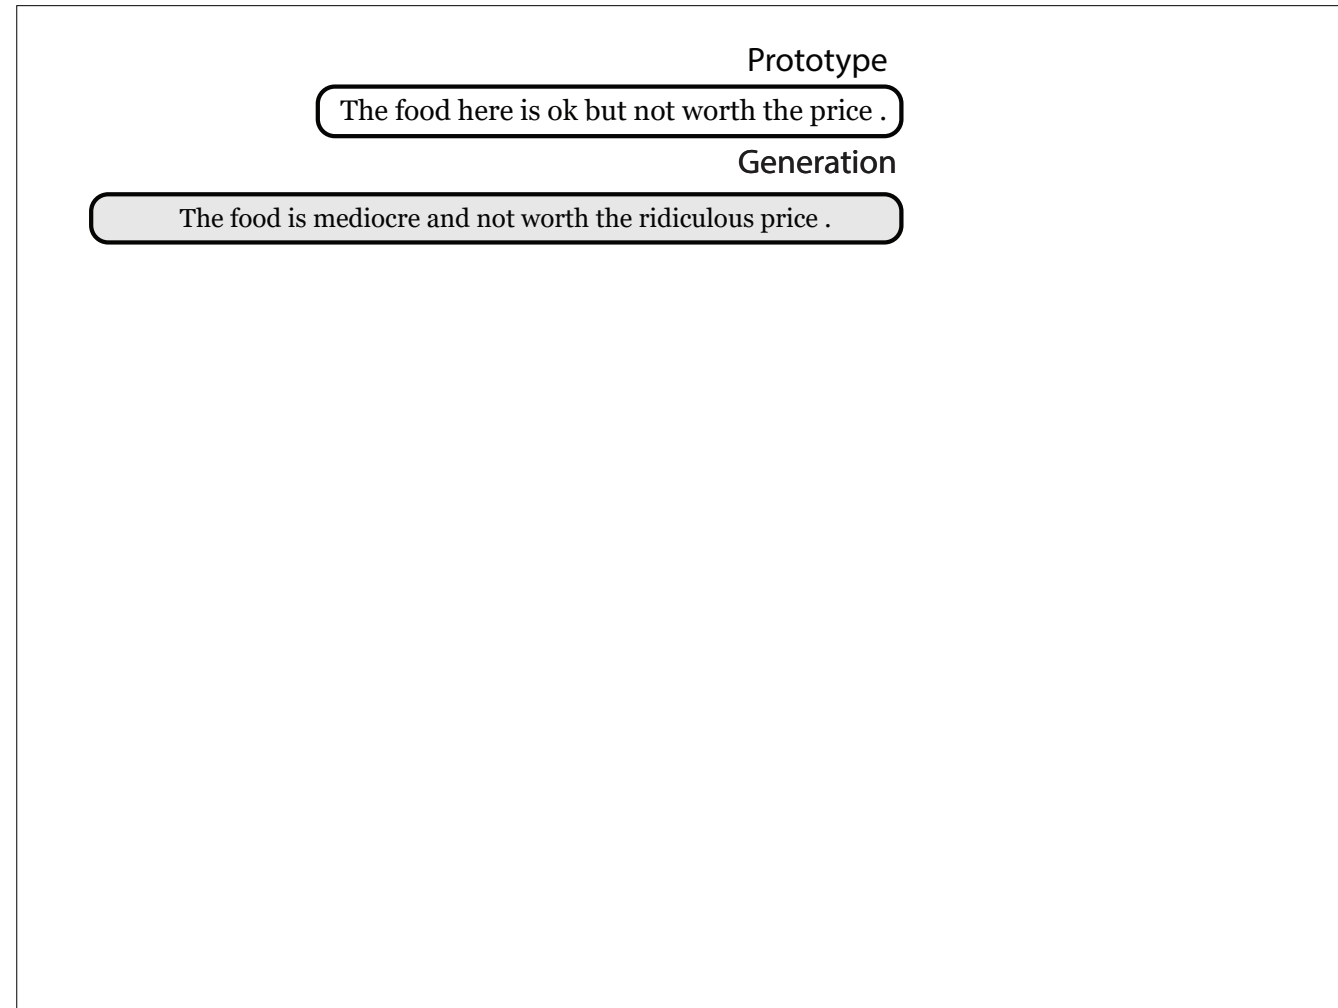 Prototype
The food here is ok but not worth the price .
Generation
The food is mediocre and not worth the ridiculous price .